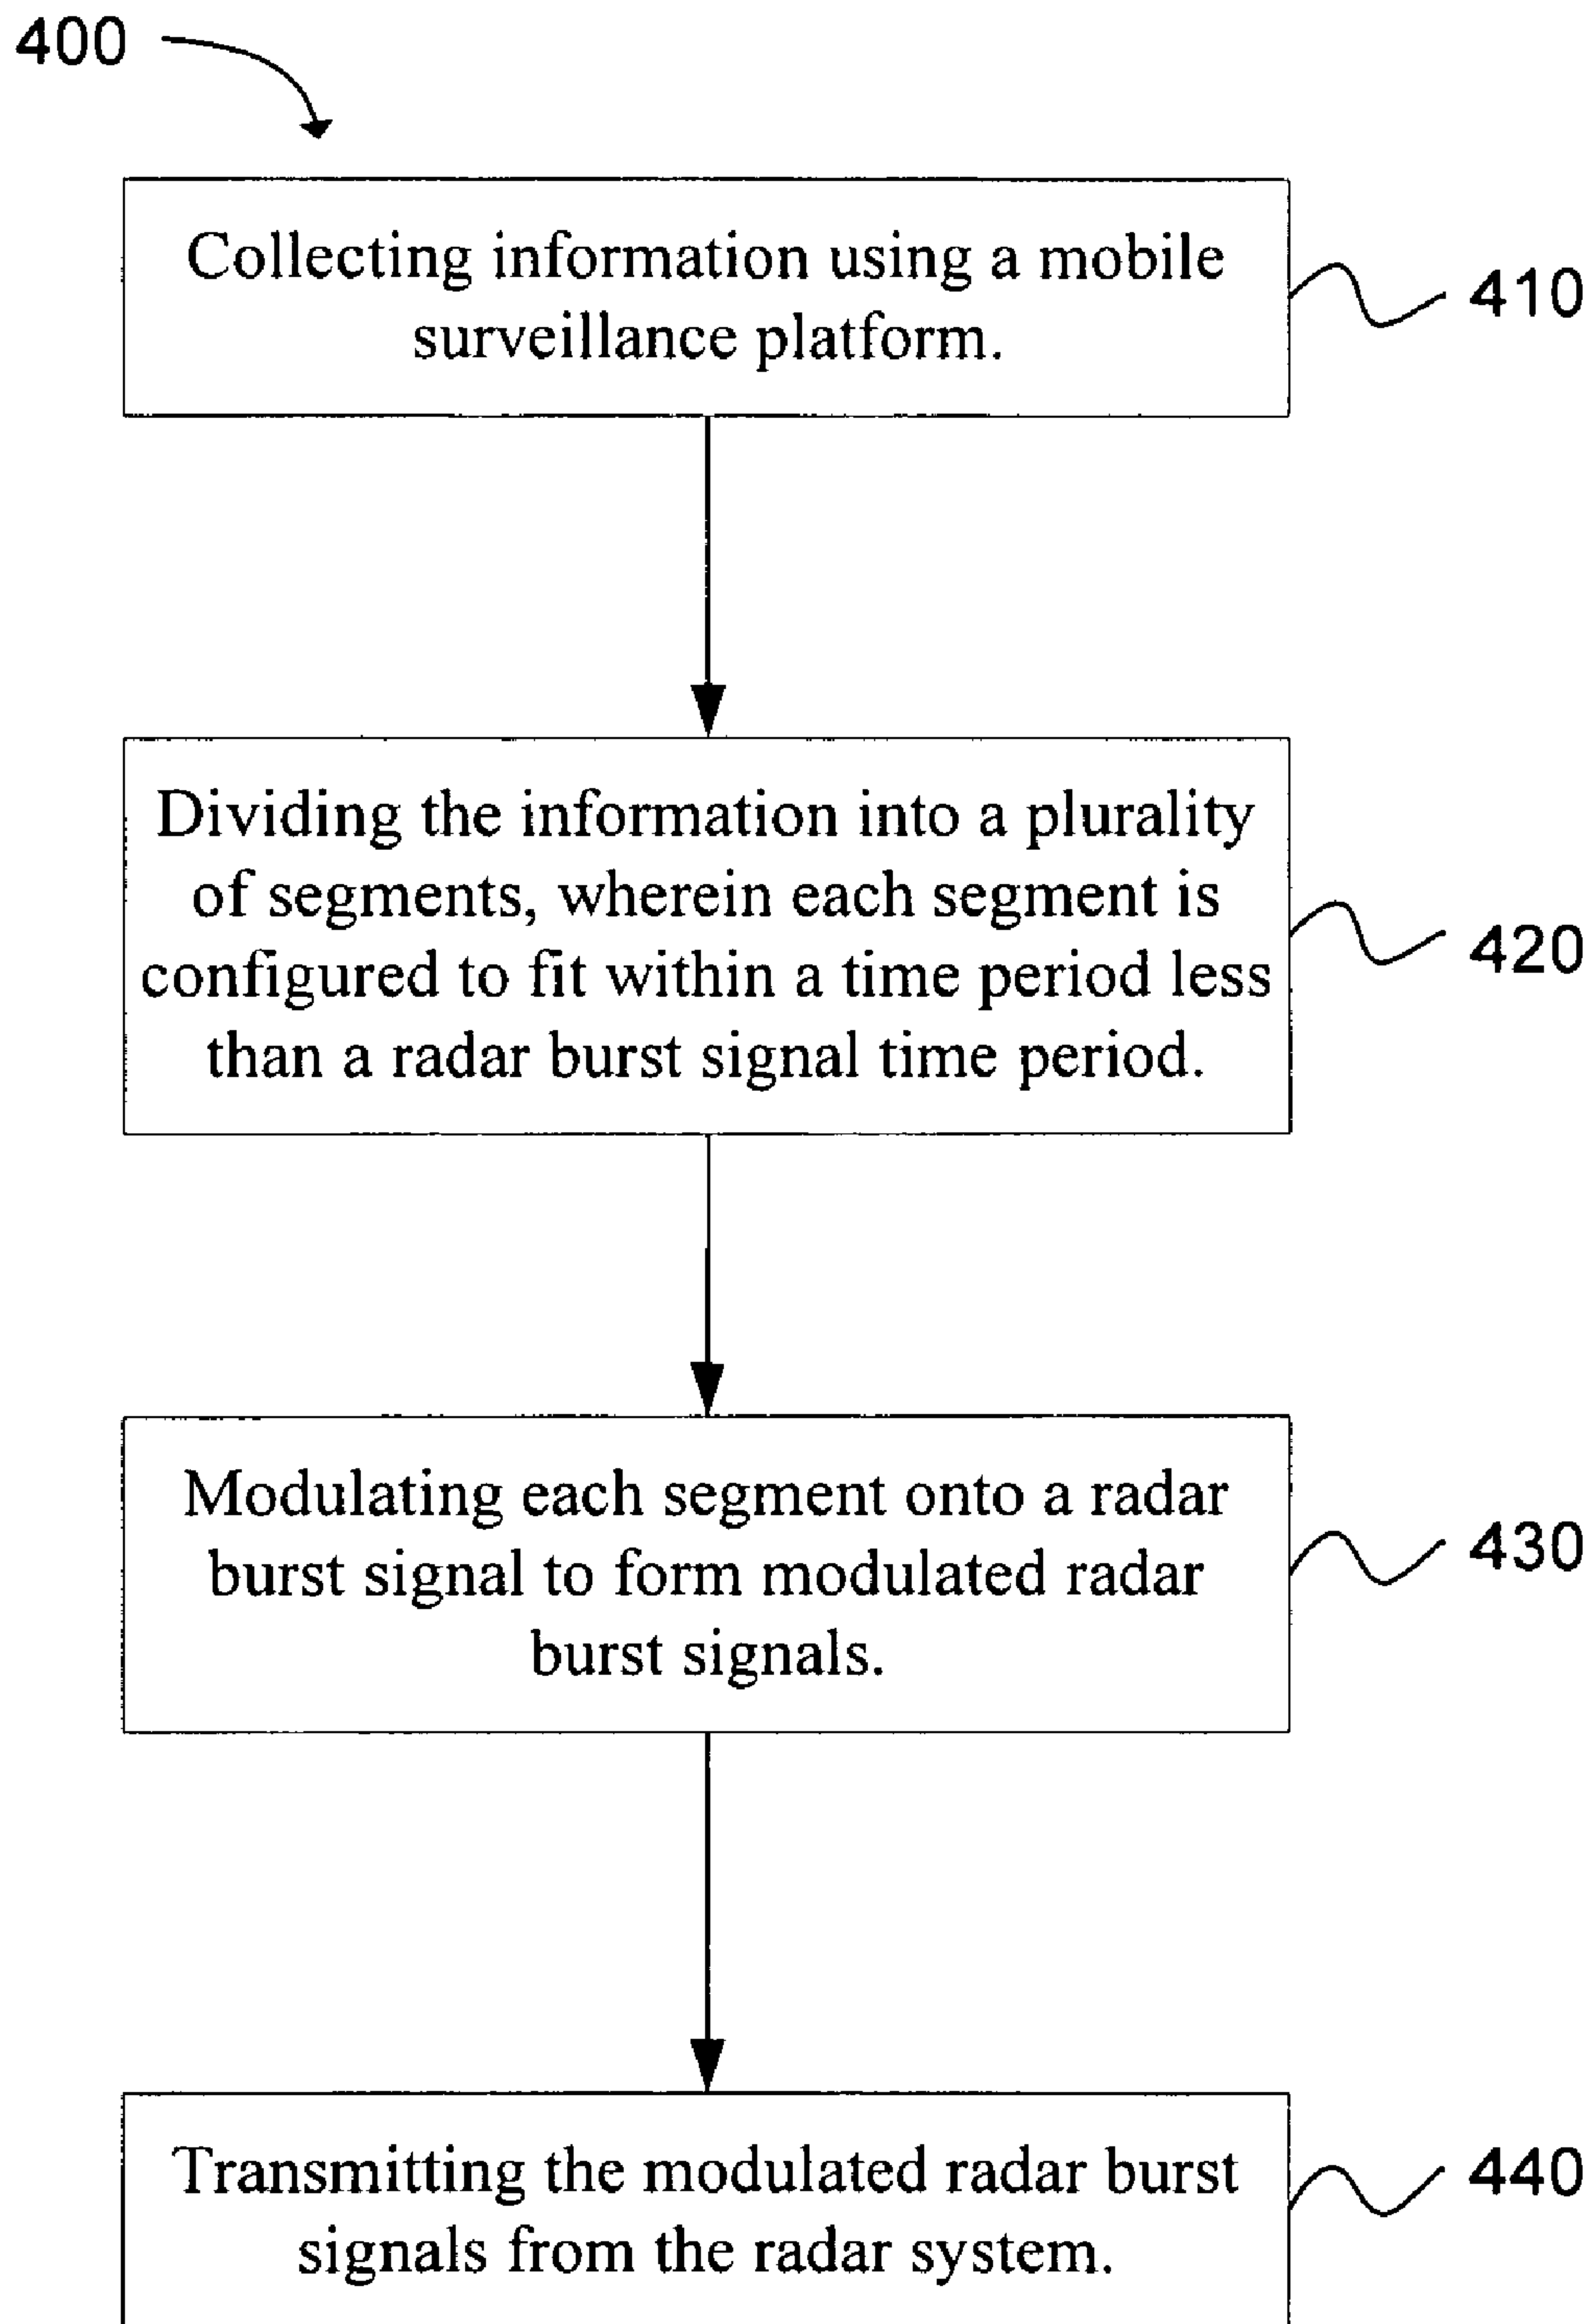 400
Collecting information using a mobile
surveillance platform.
410
Dividing the information into a plurality
of segments, wherein each segment is
configured to fit within a time period less
than a radar burst signal time period.
420
Modulating each segment onto a radar
burst signal to form modulated radar
burst signals.
430
Transmitting the modulated radar burst
signals from the radar system.
440